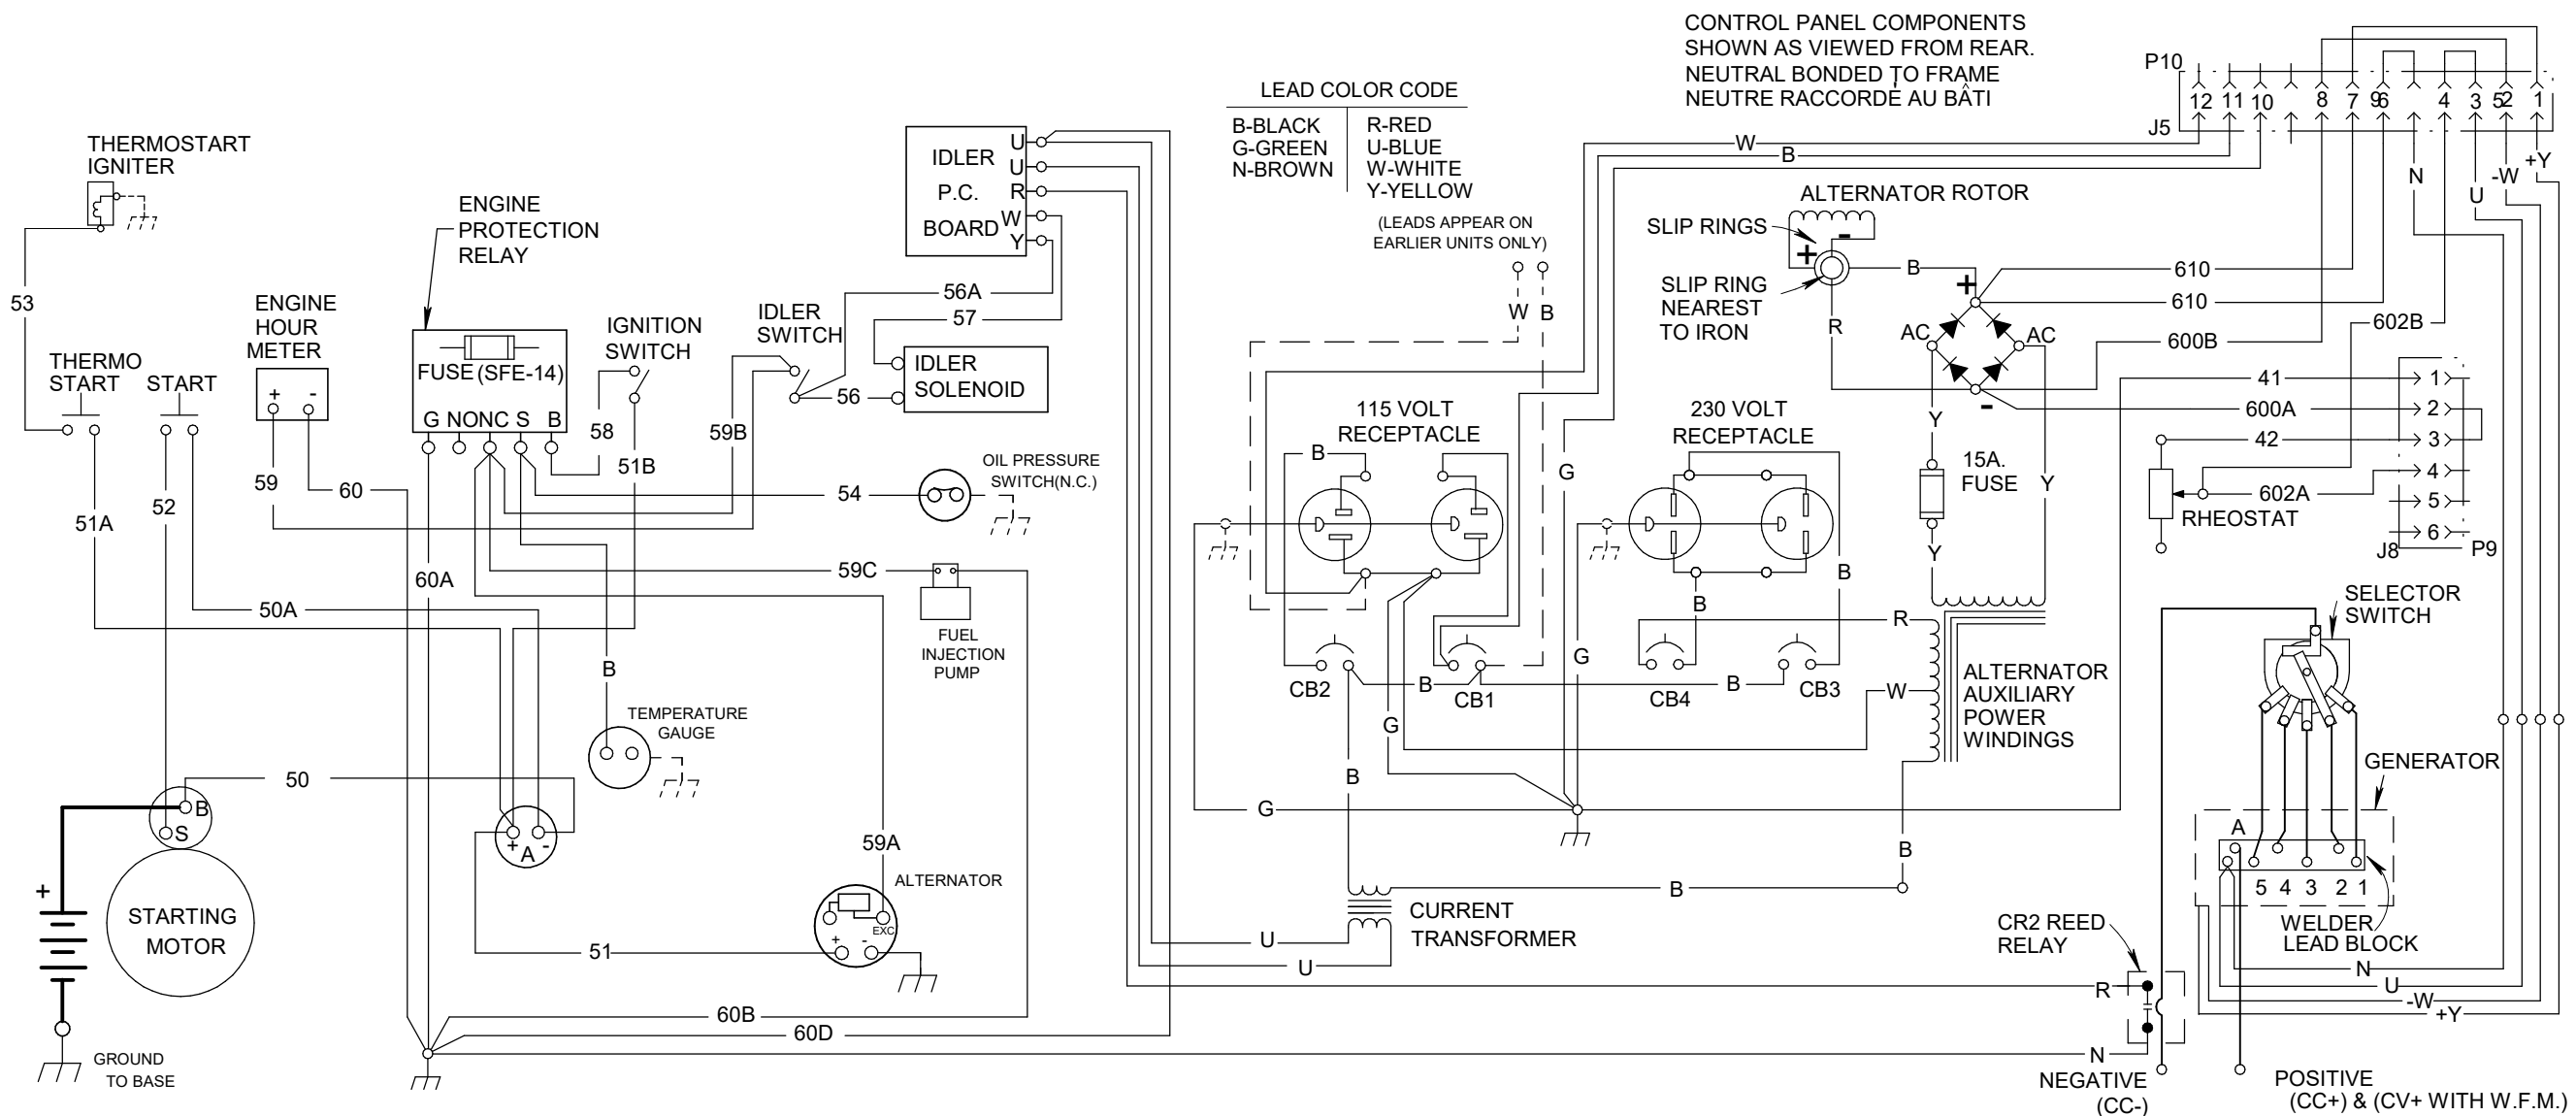 CONTROL PANEL COMPONENTS
SHOWN AS VIEWED FROM REAR.
NEUTRAL BONDED TO FRAME
NEUTRE RACCORDÉ AU BÂTI
LEAD COLOR CODE
B-BLACK
G-GREEN
N-BROWN
R-RED
U-BLUE
W-WHITE
Y-YELLOW
(LEADS APPEAR ON
EARLIER UNITS ONLY)
W B
P10
12 11 10 8 7 9 6 4 3 5 2 1
J5
W
B
N
U
-W
+Y
THERMOSTART
IGNITER
53
THERMO
START
START
51A
52
ENGINE
HOUR
METER
+ -
59
60
ENGINE
PROTECTION
RELAY
FUSE (SFE-14)
G NO NC S B
IGNITION
SWITCH
58
51B
IDLER
SWITCH
59B
IDLER
P.C.
BOARD
U
U
R
W
Y
56A
57
56
IDLER
SOLENOID
54
OIL PRESSURE
SWITCH(N.C.)
59C
FUEL
INJECTION
PUMP
60A
50A
B
TEMPERATURE
GAUGE
50
B
S
+ A -
STARTING
MOTOR
+
GROUND
TO BASE
51
59A
ALTERNATOR
EXC
+ -
60B
60D
115 VOLT
RECEPTACLE
230 VOLT
RECEPTACLE
B
G
B
B
G
CB2
CB1
CB4
CB3
B
B
G
B
G
CURRENT
TRANSFORMER
U
U
B
B
R
W
ALTERNATOR
AUXILIARY
POWER
WINDINGS
ALTERNATOR ROTOR
SLIP RINGS
+ -
SLIP RING
NEAREST
TO IRON
B
R
+
AC
AC
-
Y
15A.
FUSE
Y
Y
610
610
602B
600B
41
600A
42
602A
RHEOSTAT
1
2
3
4
5
6
J8
P9
SELECTOR
SWITCH
GENERATOR
A
5 4 3 2 1
WELDER
LEAD BLOCK
N
U
-W
+Y
CR2 REED
RELAY
R
N
NEGATIVE
(CC-)
POSITIVE
(CC+) & (CV+ WITH W.F.M.)